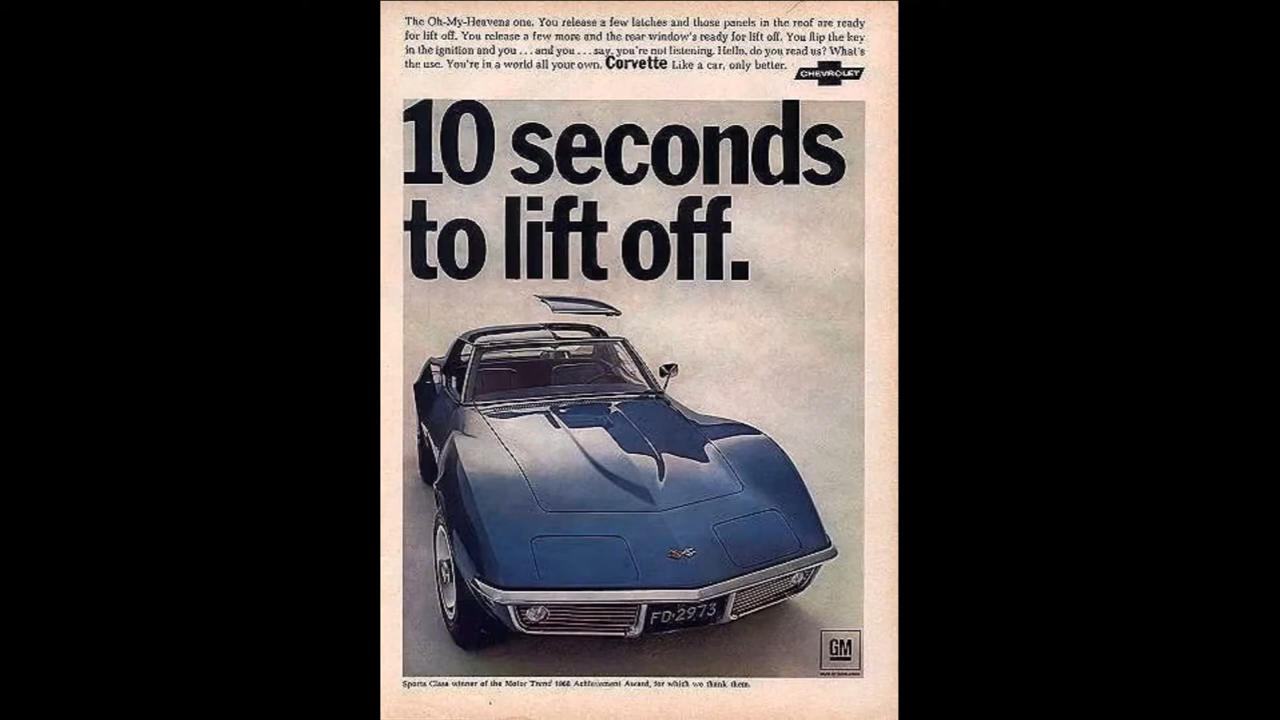 The Oh-My-Heavens one. You release a few latches and those panels in the roof are ready
for lift off. You release a few more and the rear window's ready for lift off. You flip the key
in the ignition and you . . . and you . . . say, you're not listening. Hello, do you read us? What's
the use. You're in a world all your own. Corvette Like a car, only better.
CHEVROLET
10 seconds
to lift off.
FD·2973
GM
Sports Class winner of the Motor Trend 1968 Achievement Award, for which we thank them.